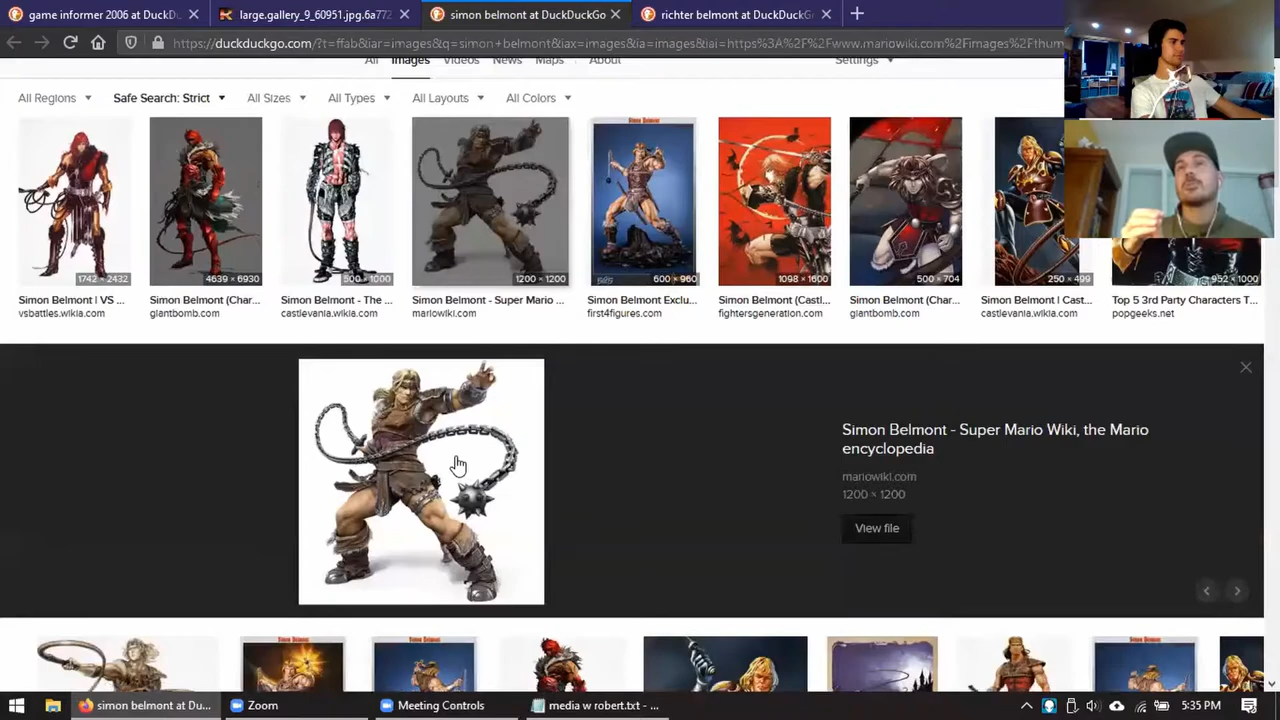 game informer 2006 at DuckDu
large.gallery_9_60951.jpg.6a772
simon belmont at DuckDuckGo
richter belmont at DuckDuckG
https://duckduckgo.com/?t=ffab&iar=images&q=simon+belmont&iax=images&ia=images&iai=https%3A%2F%2Fwww.mariowiki.com%2Fimages%2Fthum
All Images Videos News Maps About Settings
All Regions Safe Search: Strict All Sizes All Types All Layouts All Colors
1742 × 2432 4639 × 6930 500 × 1000 1200 × 1200 600 × 960 1098 × 1600 500 × 704 250 × 499 952 × 1000
Simon Belmont | VS ... Simon Belmont (Char... Simon Belmont - The ... Simon Belmont - Super Mario ... Simon Belmont Exclu... Simon Belmont (Castl... Simon Belmont (Char... Simon Belmont | Cast... Top 5 3rd Party Characters T...
vsbattles.wikia.com giantbomb.com castlevania.wikia.com mariowiki.com first4figures.com fightersgeneration.com giantbomb.com castlevania.wikia.com popgeeks.net
Simon Belmont - Super Mario Wiki, the Mario
encyclopedia
mariowiki.com
1200 × 1200
View file
simon belmont at Du... Zoom Meeting Controls media w robert.txt - ... 5:35 PM